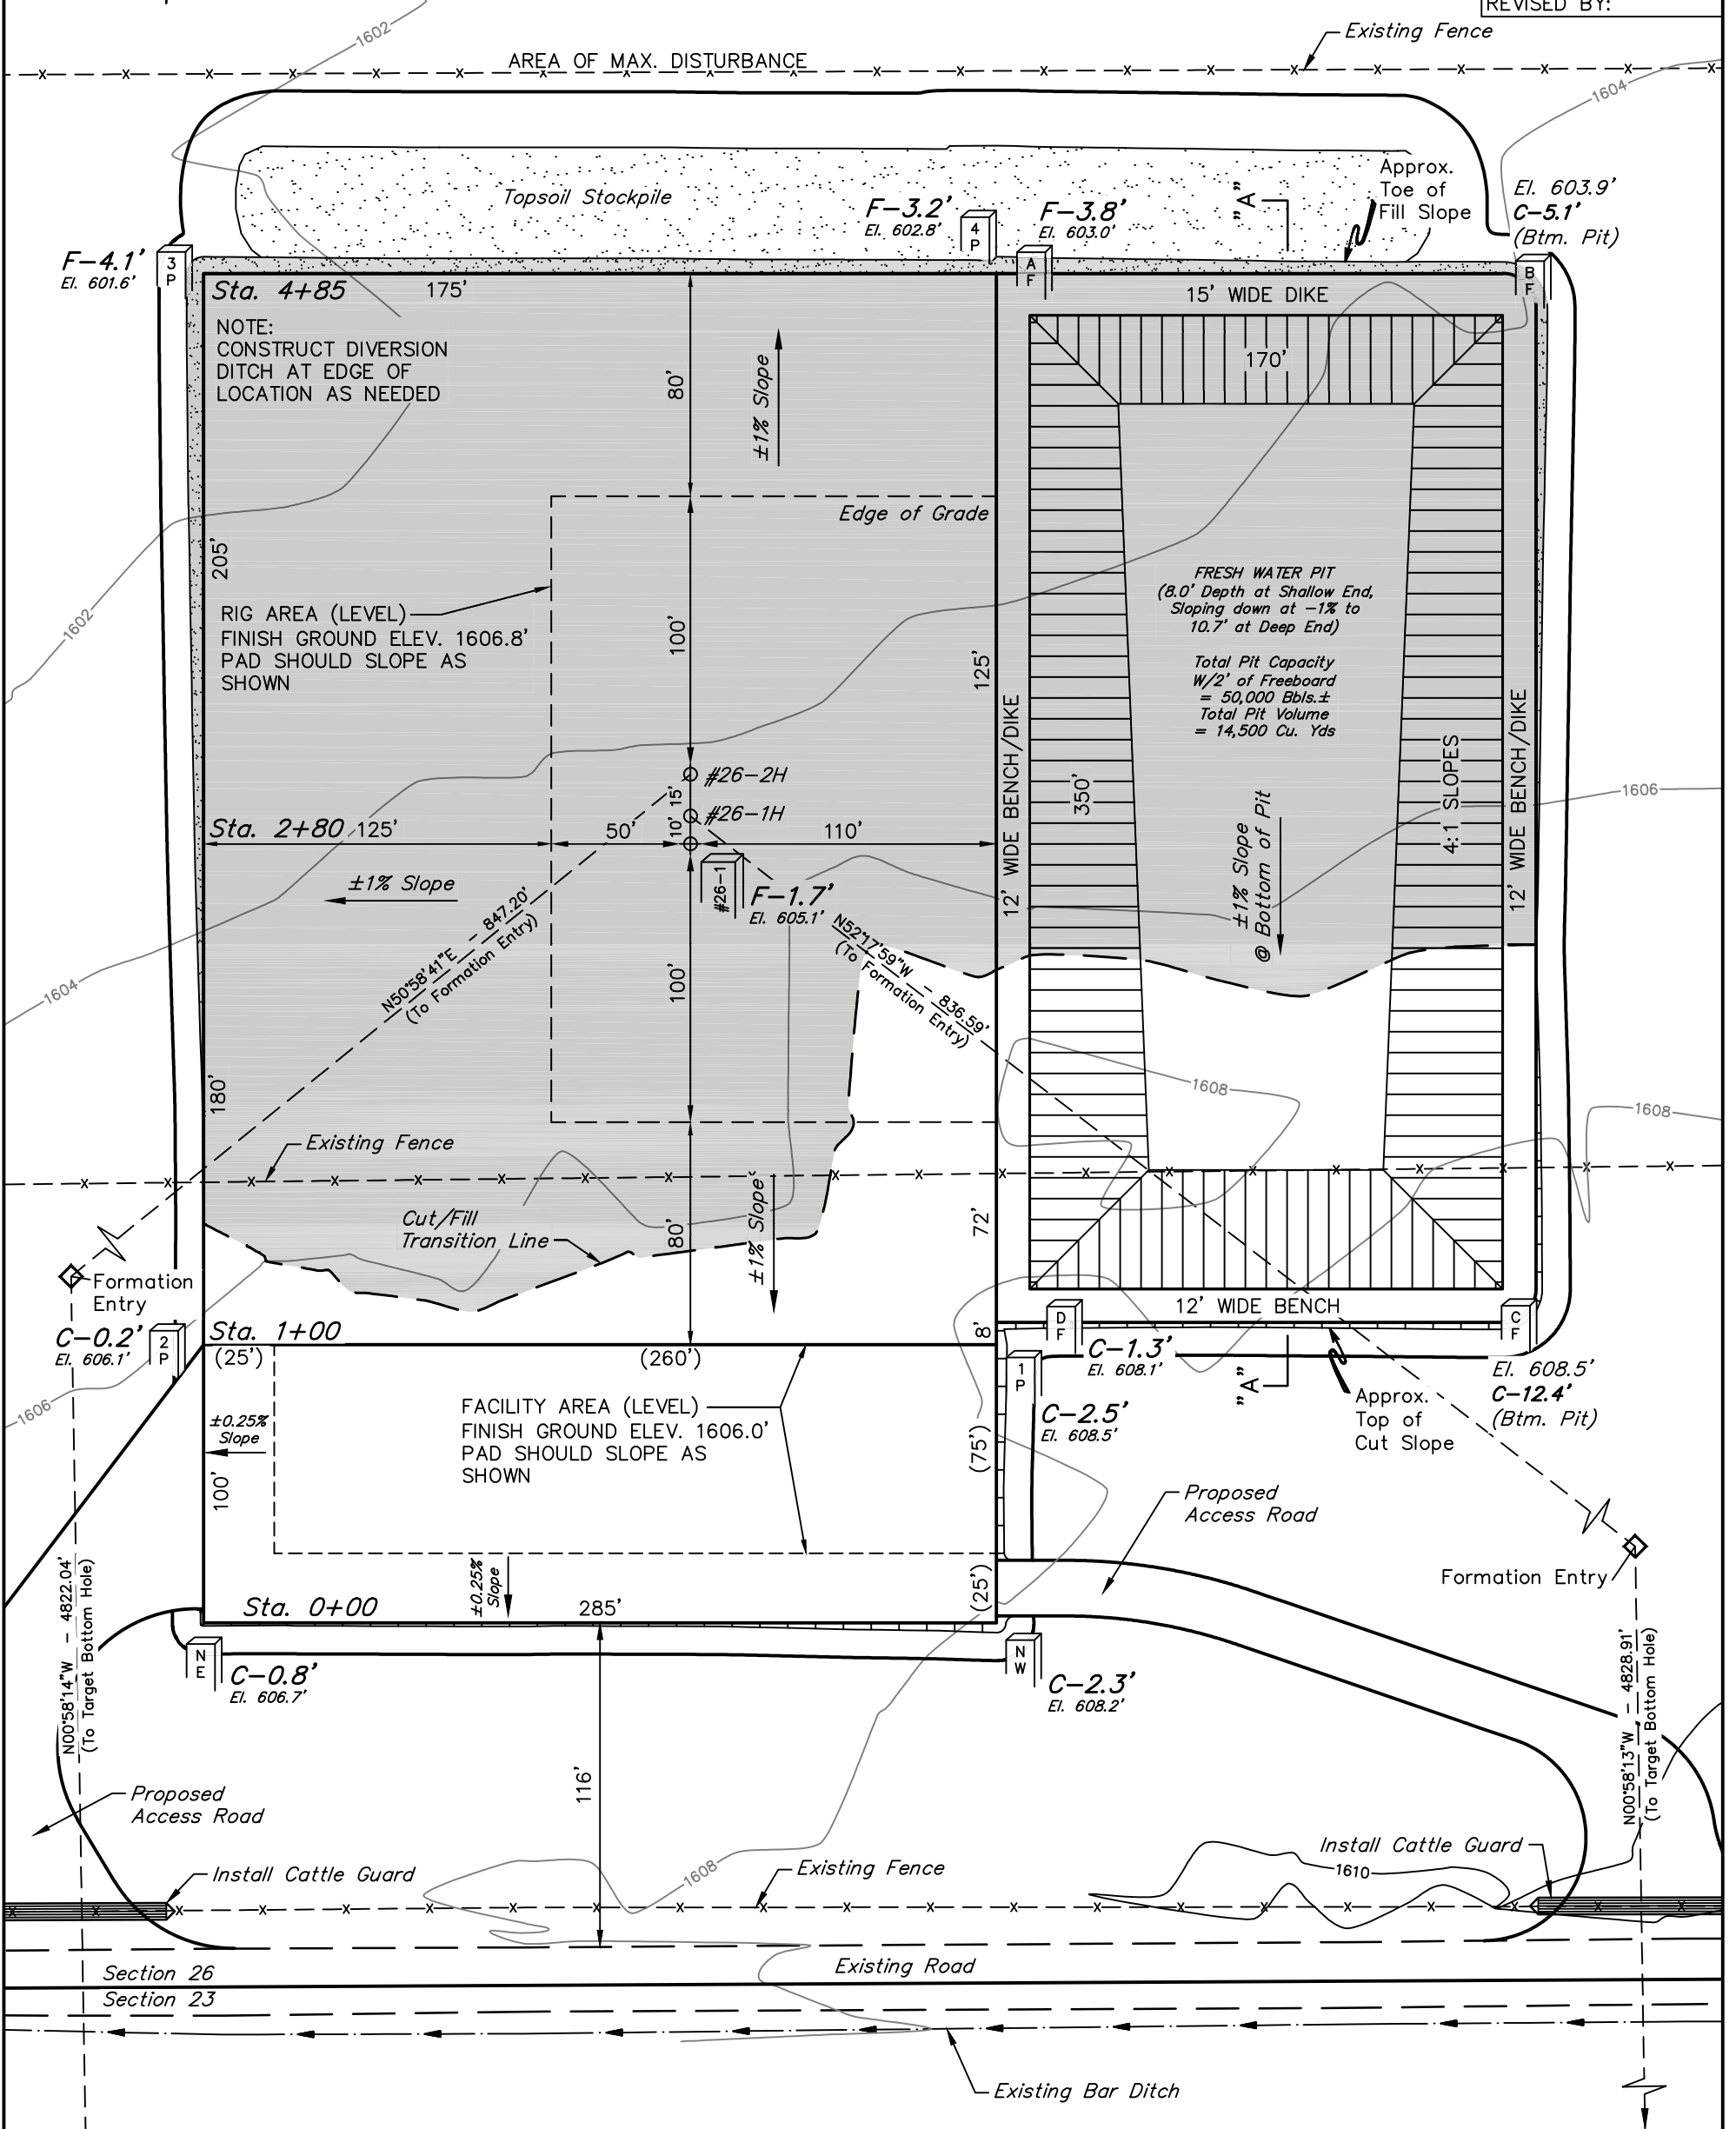 REVISED BY:
1602
Existing Fence
AREA OF MAX. DISTURBANCE
1604
Topsoil Stockpile
"A"
Approx.
Toe of
Fill Slope
El. 603.9'
C-5.1'
(Btm. Pit)
F-3.2'
El. 602.8'
4
P
F-3.8'
El. 603.0'
F-4.1'
El. 601.6'
3
P
A
F
B
F
Sta. 4+85
175'
15' WIDE DIKE
NOTE:
CONSTRUCT DIVERSION
DITCH AT EDGE OF
LOCATION AS NEEDED
80'
±1% Slope
170'
Edge of Grade
205'
1602
RIG AREA (LEVEL)
FINISH GROUND ELEV. 1606.8'
PAD SHOULD SLOPE AS
SHOWN
100'
125'
FRESH WATER PIT
(8.0' Depth at Shallow End,
Sloping down at -1% to
10.7' at Deep End)
Total Pit Capacity
W/2' of Freeboard
= 50,000 Bbls.±
Total Pit Volume
= 14,500 Cu. Yds
12' WIDE BENCH/DIKE
350'
4:1 SLOPES
12' WIDE BENCH/DIKE
1606
#26-2H
15'
#26-1H
10'
Sta. 2+80
125'
50'
110'
±1% Slope
#26-1
F-1.7'
El. 605.1'
±1% Slope
@ Bottom of Pit
1604
N50°58'41"E - 847.20'
(To Formation Entry)
N52°17'59"W - 836.59'
(To Formation Entry)
100'
180'
1608
1608
Existing Fence
Cut/Fill
Transition Line
80'
±1% Slope
72'
Formation
Entry
12' WIDE BENCH
C-0.2'
El. 606.1'
2
P
Sta. 1+00
8'
D
F
C
F
(25')
(260')
1
P
C-1.3'
El. 608.1'
"A"
El. 608.5'
C-12.4'
(Btm. Pit)
1606
±0.25%
Slope
FACILITY AREA (LEVEL)
FINISH GROUND ELEV. 1606.0'
PAD SHOULD SLOPE AS
SHOWN
C-2.5'
El. 608.5'
Approx.
Top of
Cut Slope
(75')
100'
Proposed
Access Road
±0.25%
Slope
(25')
Formation Entry
Sta. 0+00
285'
N00°58'14"W - 4822.04'
(To Target Bottom Hole)
N
E
C-0.8'
El. 606.7'
N
W
C-2.3'
El. 608.2'
N00°58'13"W - 4828.91'
(To Target Bottom Hole)
116'
Proposed
Access Road
Install Cattle Guard
1608
Existing Fence
Install Cattle Guard
1610
Section 26
Existing Road
Section 23
Existing Bar Ditch